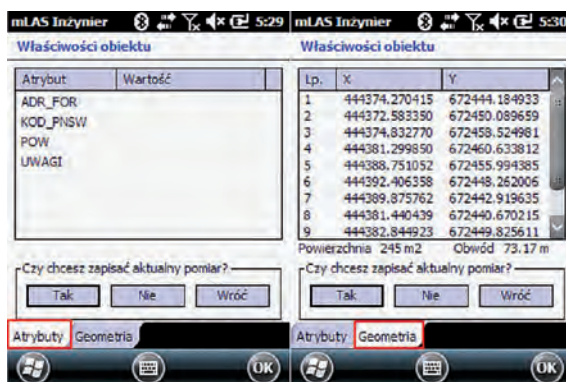 mLAS Inżynier 5:29
Właściwości obiektu
Atrybut Wartość
ADR_FOR
KOD_PNSW
POW
UWAGI
Czy chcesz zapisać aktualny pomiar?
Tak Nie Wróć
Atrybuty Geometria
OK
mLAS Inżynier 5:30
Właściwości obiektu
Lp. X Y
1 444374.270415 672444.184933
2 444372.583350 672450.089659
3 444374.832770 672458.524981
4 444381.299850 672460.633812
5 444388.751052 672455.994385
6 444392.406358 672448.262006
7 444389.875762 672442.919635
8 444381.440439 672440.670215
9 444382.844923 672449.825611
Powierzchnia 245 m2 Obwód 73.17 m
Czy chcesz zapisać aktualny pomiar?
Tak Nie Wróć
Atrybuty Geometria
OK